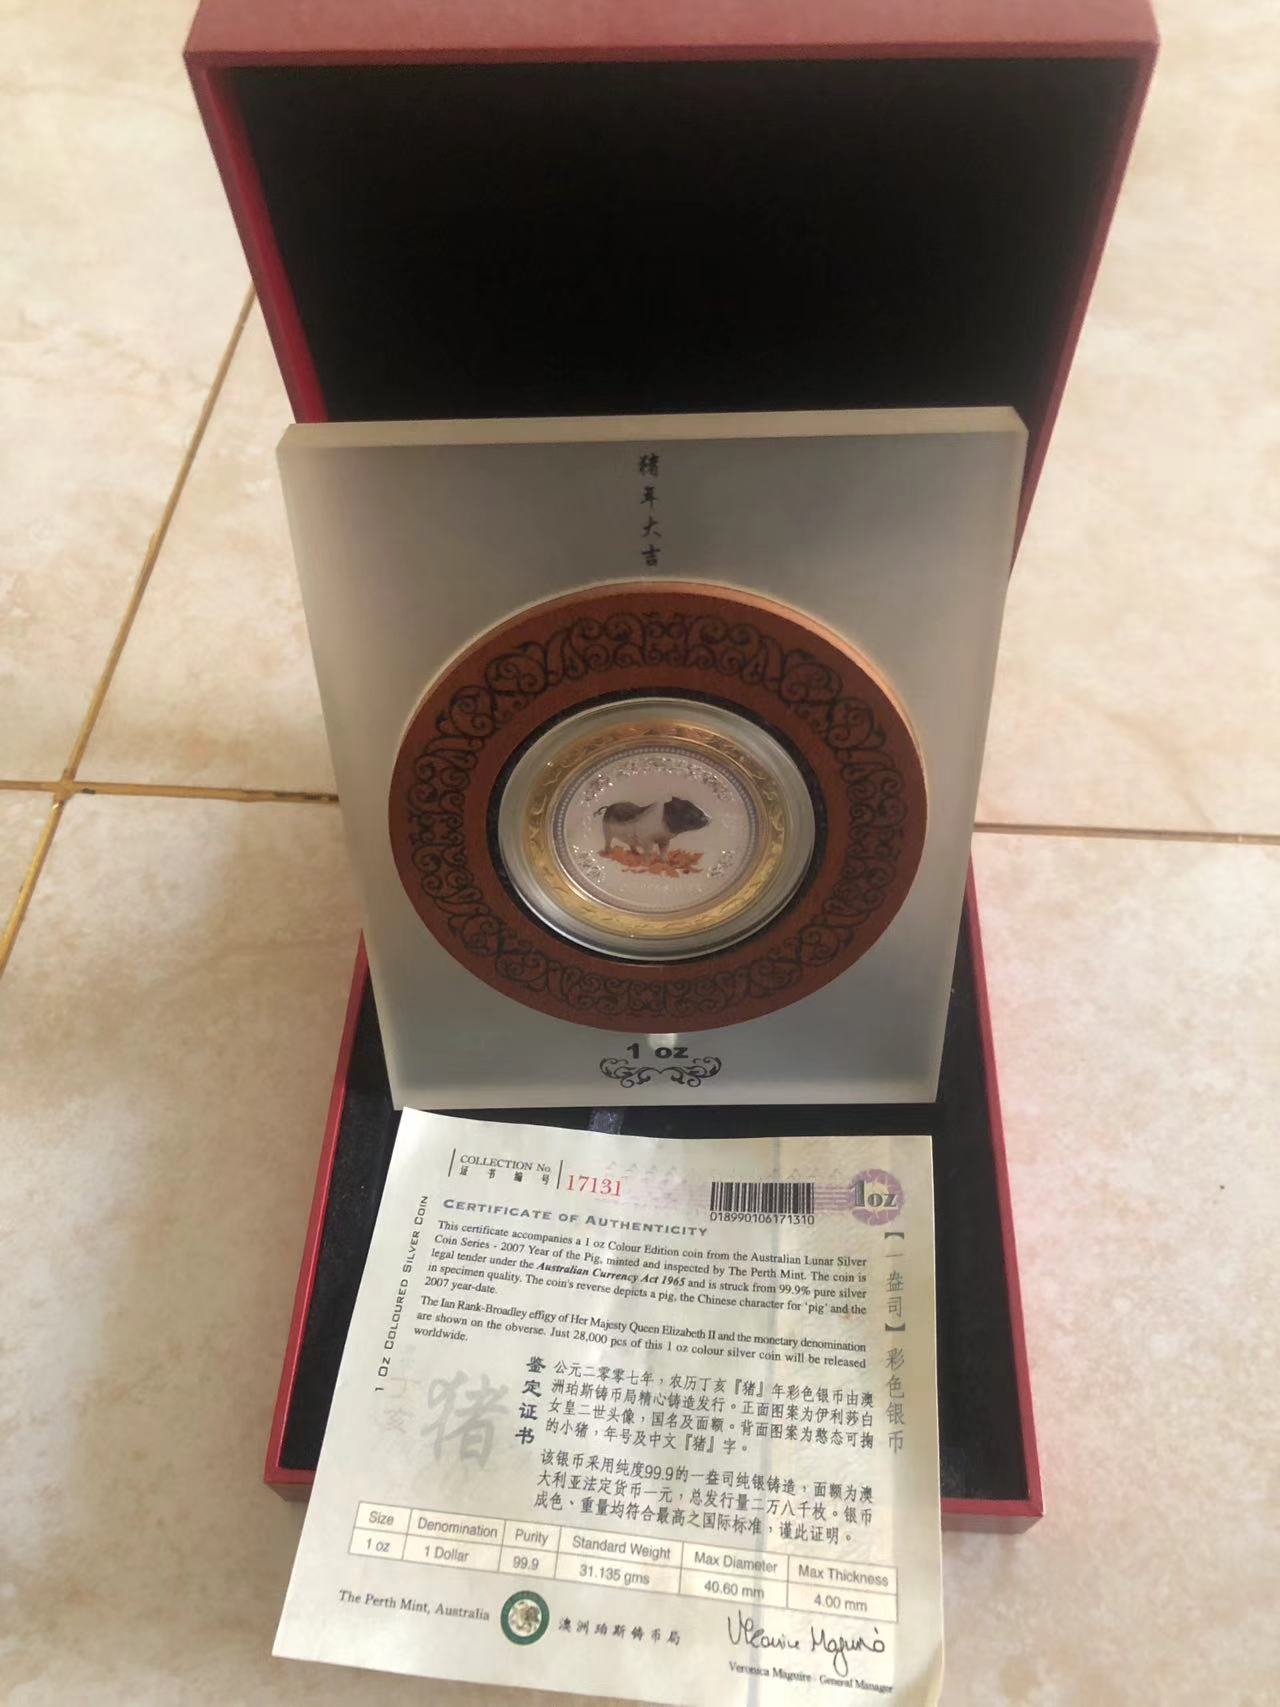 猪年大吉
1 oz
COLLECTION No.
证书编号
17131
018990106171310
1oz
CERTIFICATE OF AUTHENTICITY
This certificate accompanies a 1 oz Colour Edition coin from the Australian Lunar Silver
Coin Series - 2007 Year of the Pig, minted and inspected by The Perth Mint. The coin is
legal tender under the Australian Currency Act 1965 and is struck from 99.9% pure silver
in specimen quality. The coin's reverse depicts a pig, the Chinese character for 'pig' and the
2007 year-date.
The Ian Rank-Broadley effigy of Her Majesty Queen Elizabeth II and the monetary denomination
are shown on the obverse. Just 28,000 pcs of this 1 oz colour silver coin will be released
worldwide.
1 OZ COLOURED SILVER COIN
【一盎司】彩色银币
丁亥
猪
鉴定证书
公元二零零七年，农历丁亥『猪』年彩色银币由澳
洲珀斯铸币局精心铸造发行。正面图案为伊利莎白
女皇二世头像，国名及面额。背面图案为憨态可掬
的小猪，年号及中文『猪』字。
该银币采用纯度99.9的一盎司纯银铸造，面额为澳
大利亚法定货币一元，总发行量二万八千枚。银币
成色、重量均符合最高之国际标准，谨此证明。
Size Denomination Purity Standard Weight Max Diameter Max Thickness
1 oz 1 Dollar 99.9 31.135 gms 40.60 mm 4.00 mm
The Perth Mint, Australia
澳洲珀斯铸币局
Veronica Maguire
Veronica Maguire - General Manager